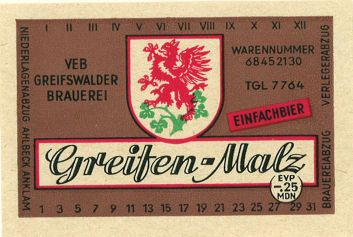 I II III IV V VI VII VIII IX X XI XII
NIEDERLAGENABZUG AHLBECK ANKLAM
VEB
GREIFSWALDER
BRAUEREI
WARENNUMMER
68452130
TGL 7764
EINFACHBIER
VERLEGERABZUG
BRAUEREIABZUG
Greifen-Malz
EVP
-.25
MDN
1 3 5 7 9 11 13 15 17 19 21 23 25 27 29 31